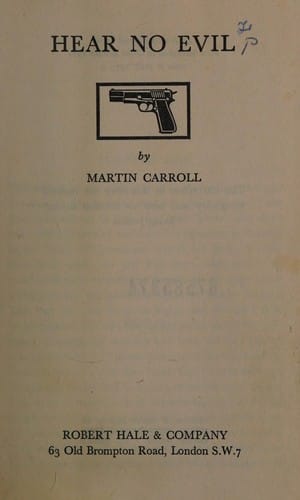 HEAR NO EVIL
by
MARTIN CARROLL
ROBERT HALE & COMPANY
63 Old Brompton Road, London S.W.7